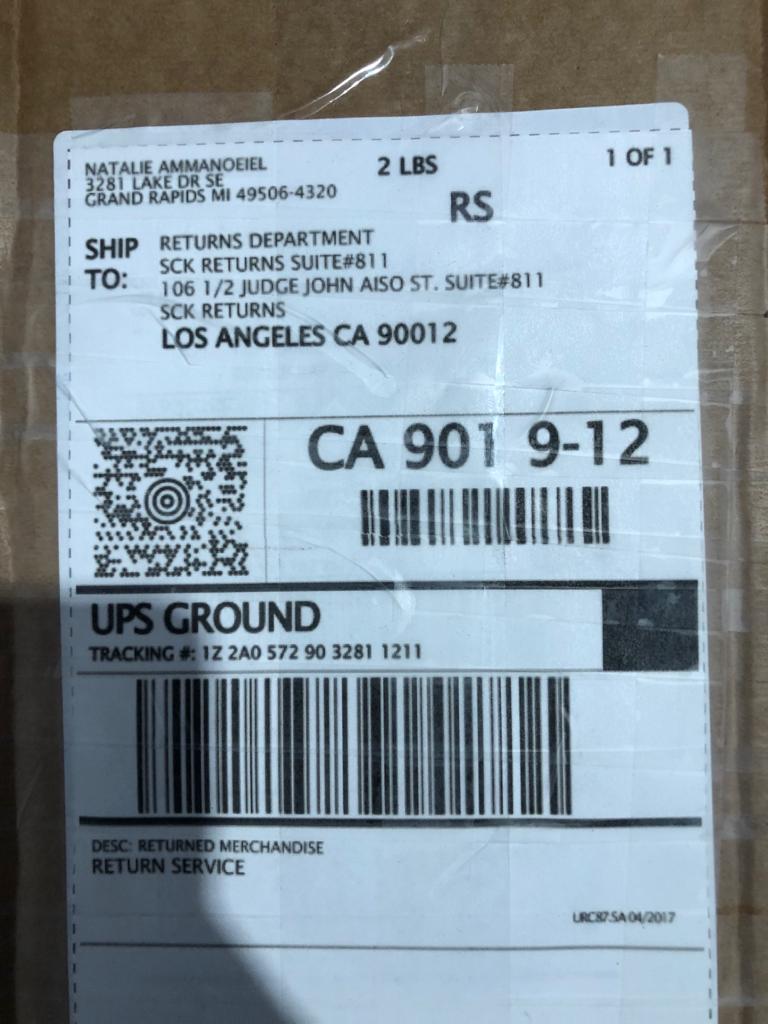 NATALIE AMMANOEIEL
3281 LAKE DR SE
GRAND RAPIDS MI 49506-4320
2 LBS
1 OF 1
RS
SHIP TO:
RETURNS DEPARTMENT
SCK RETURNS SUITE#811
106 1/2 JUDGE JOHN AISO ST. SUITE#811
SCK RETURNS
LOS ANGELES CA 90012
CA 901 9-12
UPS GROUND
TRACKING #: 1Z 2A0 572 90 3281 1211
DESC: RETURNED MERCHANDISE
RETURN SERVICE
URC87.5A 04/2017